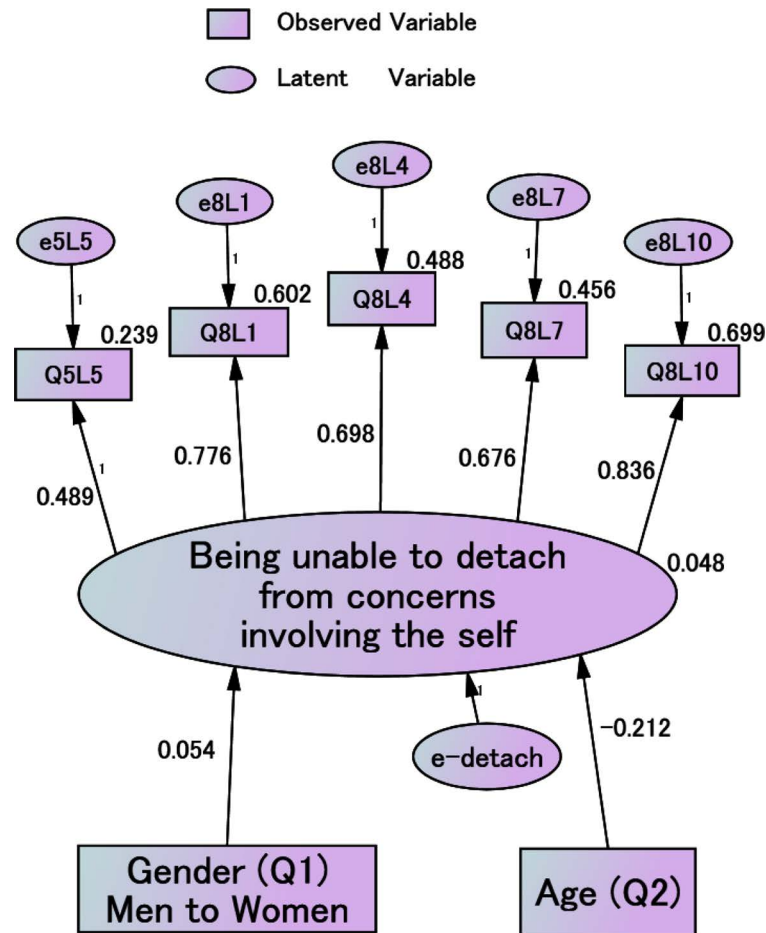 Observed Variable
Latent Variable
e8L4
e8L1
e8L7
e5L5
e8L10
1
1
1
1
1
0.488
0.602
0.456
0.239
0.699
Q8L4
Q8L1
Q8L7
Q5L5
Q8L10
0.698
0.776
0.676
1
0.836
0.489
Being unable to detach
from concerns
involving the self
0.048
1
0.054
-0.212
e-detach
Gender (Q1)
Men to Women
Age (Q2)